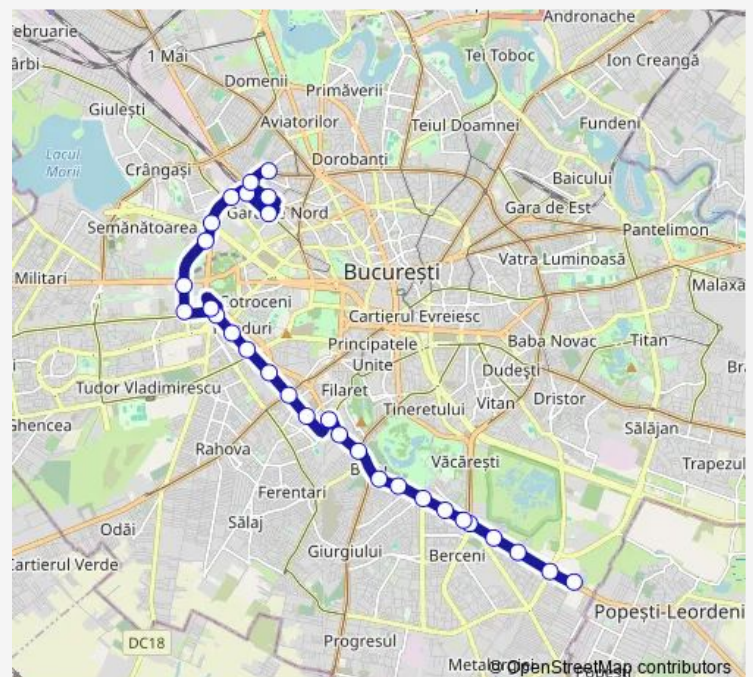 Andronache
ebruarie
1 Mai
Tei Toboc
Ion Creangă
ârbi
Domenii
Primăverii
Giulești
Aviatorilor
Teiul Doamnei
Fundeni
Lacul
Morii
Crângași
Dorobanți
Baicului
Gara de Est
Semănătoarea
Pantelimon
Vatra Luminoasă
Militari
București
Malaxa
Cotroceni
Cartierul Evreiesc
Principatele
Unite
Baba Novac
Titan
Dudești
Tudor Vladimirescu
Filaret
Vitan
Dristor
Tineretului
Ghencea
Sălăjan
Rahova
Văcărești
Trapezul
Ferentari
Sălaj
Odăi
Giurgiului
Berceni
Cartierul Verde
Popești-Leordeni
DC18
Progresul
© OpenStreetMap contributors